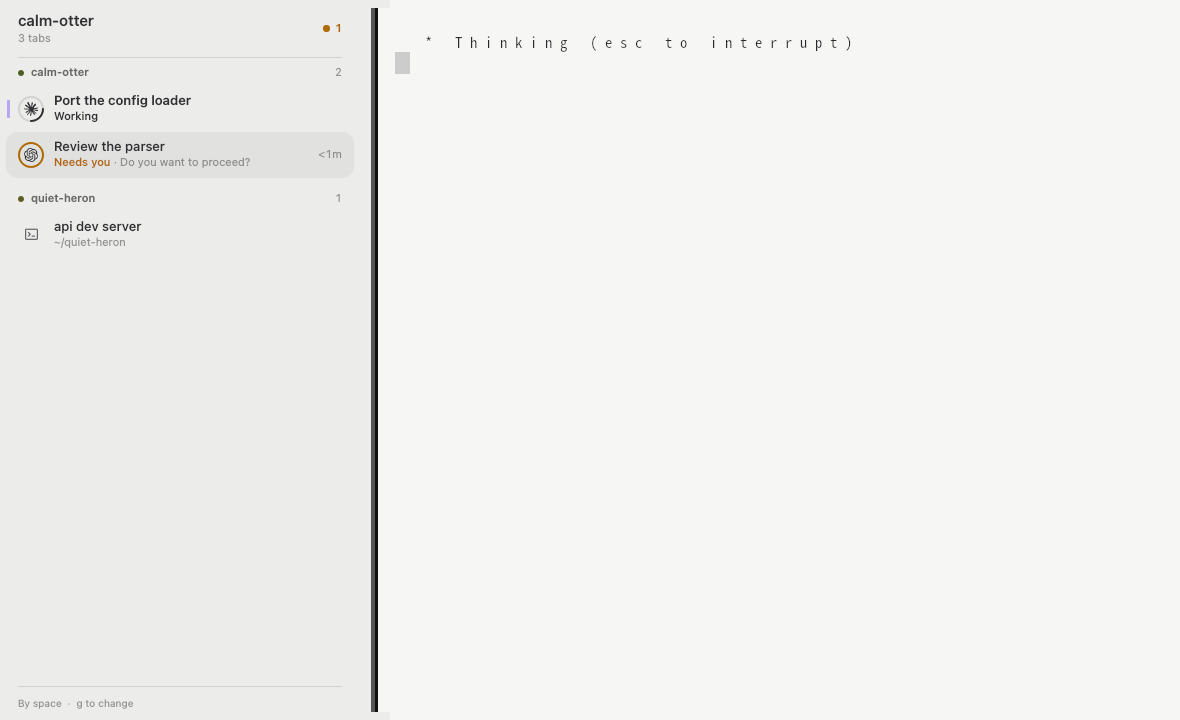 calm-otter
1
3 tabs
calm-otter
2
Port the config loader
Working
Review the parser
Needs you · Do you want to proceed?
<1m
quiet-heron
1
api dev server
~/quiet-heron
By space · g to change
* Thinking (esc to interrupt)